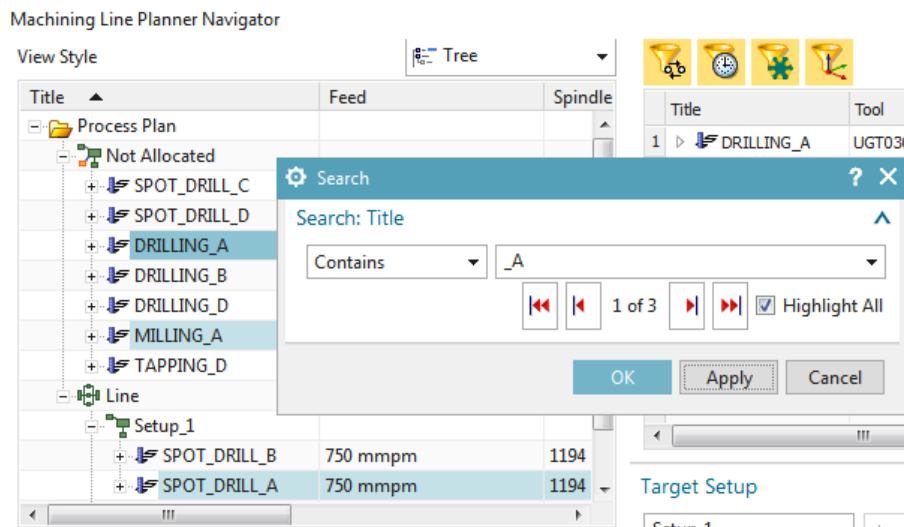 Machining Line Planner Navigator
View Style
Tree
Title Feed Spindle
Process Plan
Not Allocated
SPOT_DRILL_C
SPOT_DRILL_D
DRILLING_A
DRILLING_B
DRILLING_D
MILLING_A
TAPPING_D
Line
Setup_1
SPOT_DRILL_B 750 mmpm 1194
SPOT_DRILL_A 750 mmpm 1194
Title Tool
1 DRILLING_A UGT030
Search ?
Search: Title
Contains _A
1 of 3 Highlight All
OK Apply Cancel
Target Setup
Setup_1